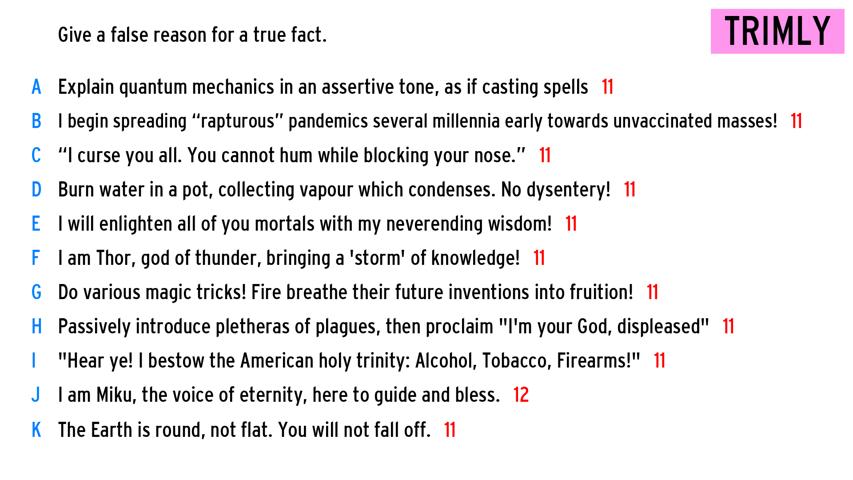 Give a false reason for a true fact.
TRIMLY
A Explain quantum mechanics in an assertive tone, as if casting spells 11
B I begin spreading “rapturous” pandemics several millennia early towards unvaccinated masses! 11
C “I curse you all. You cannot hum while blocking your nose.” 11
D Burn water in a pot, collecting vapour which condenses. No dysentery! 11
E I will enlighten all of you mortals with my neverending wisdom! 11
F I am Thor, god of thunder, bringing a 'storm' of knowledge! 11
G Do various magic tricks! Fire breathe their future inventions into fruition! 11
H Passively introduce pletheras of plagues, then proclaim "I'm your God, displeased" 11
I "Hear ye! I bestow the American holy trinity: Alcohol, Tobacco, Firearms!" 11
J I am Miku, the voice of eternity, here to guide and bless. 12
K The Earth is round, not flat. You will not fall off. 11